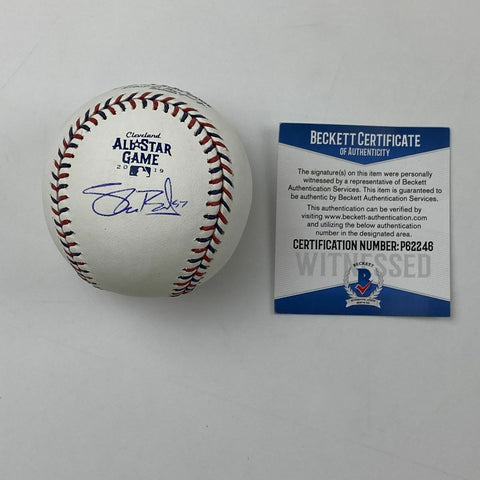 Cleveland
ALL★STAR
GAME
20 19
57
BECKETT CERTIFICATE
OF AUTHENTICITY
The signature(s) on this item were personally
witnessed by a representative of Beckett
Authentication Services. This item is guaranteed to
be authentic by Beckett Authentication Services.
This authentication can be verified by
visiting www.beckett-authentication.com
and utilizing the below authentication
number in the designated area.
CERTIFICATION NUMBER: P62246
WITNESSED
BECKETT
B